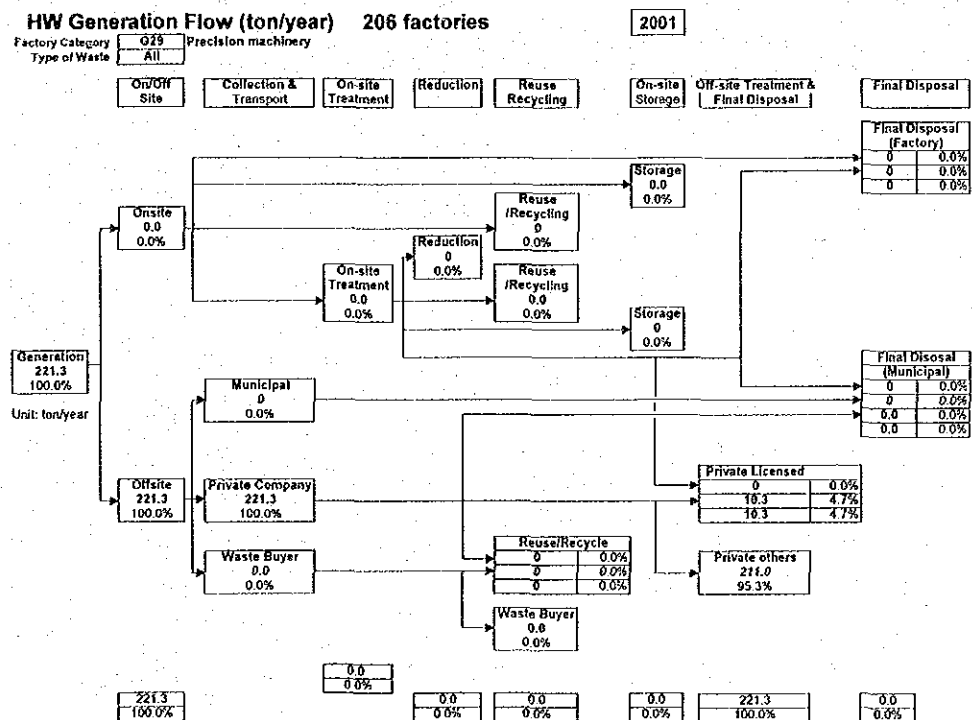 HW Generation Flow (ton/year) 206 factories 2001
Factory Category G29 Precision machinery
Type of Waste All
On/Off Site
Collection & Transport
On-site Treatment
Reduction
Reuse Recycling
On-site Storage
Off-site Treatment & Final Disposal
Final Disposal
Final Disposal
(Factory)
0 0.0%
0 0.0%
0 0.0%
Storage
0.0
0.0%
Onsite
0.0
0.0%
Reuse
/Recycling
0
0.0%
Reduction
0
0.0%
On-site
Treatment
0.0
0.0%
Reuse
/Recycling
0.0
0.0%
Storage
0
0.0%
Generation
221.3
100.0%
Unit: ton/year
Final Disosal
(Municipal)
0 0.0%
0 0.0%
0.0 0.0%
0.0 0.0%
Municipal
0
0.0%
Offsite
221.3
100.0%
Private Company
221.3
100.0%
Private Licensed
0 0.0%
10.3 4.7%
10.3 4.7%
Waste Buyer
0.0
0.0%
Reuse/Recycle
0 0.0%
0 0.0%
0 0.0%
Private others
211.0
95.3%
Waste Buyer
0.0
0.0%
0.0
0.0%
221.3 0.0 0.0 0.0 221.3 0.0
100.0% 0.0% 0.0% 0.0% 100.0% 0.0%